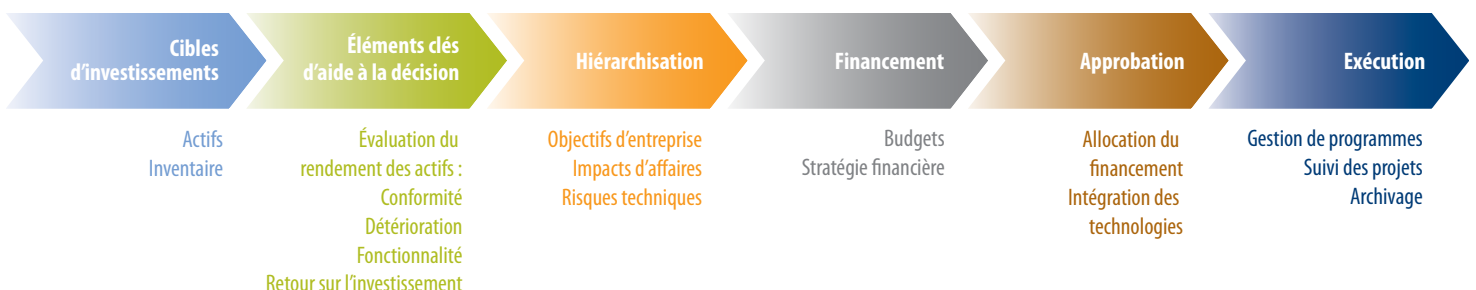 Cibles
d'investissements
Éléments clés
d'aide à la décision
Hiérarchisation
Financement
Approbation
Exécution
Actifs
Inventaire
Évaluation du
rendement des actifs :
Conformité
Détérioration
Fonctionnalité
Retour sur l'investissement
Objectifs d'entreprise
Impacts d'affaires
Risques techniques
Budgets
Stratégie financière
Allocation du
financement
Intégration des
technologies
Gestion de programmes
Suivi des projets
Archivage